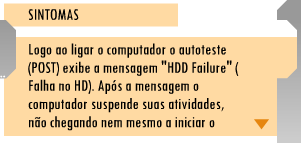 SINTOMAS
Logo ao ligar o computador o autoteste
(POST) exibe a mensagem "HDD Failure" (
Falha no HD). Após a mensagem o
computador suspende suas atividades,
não chegando nem mesmo a iniciar o